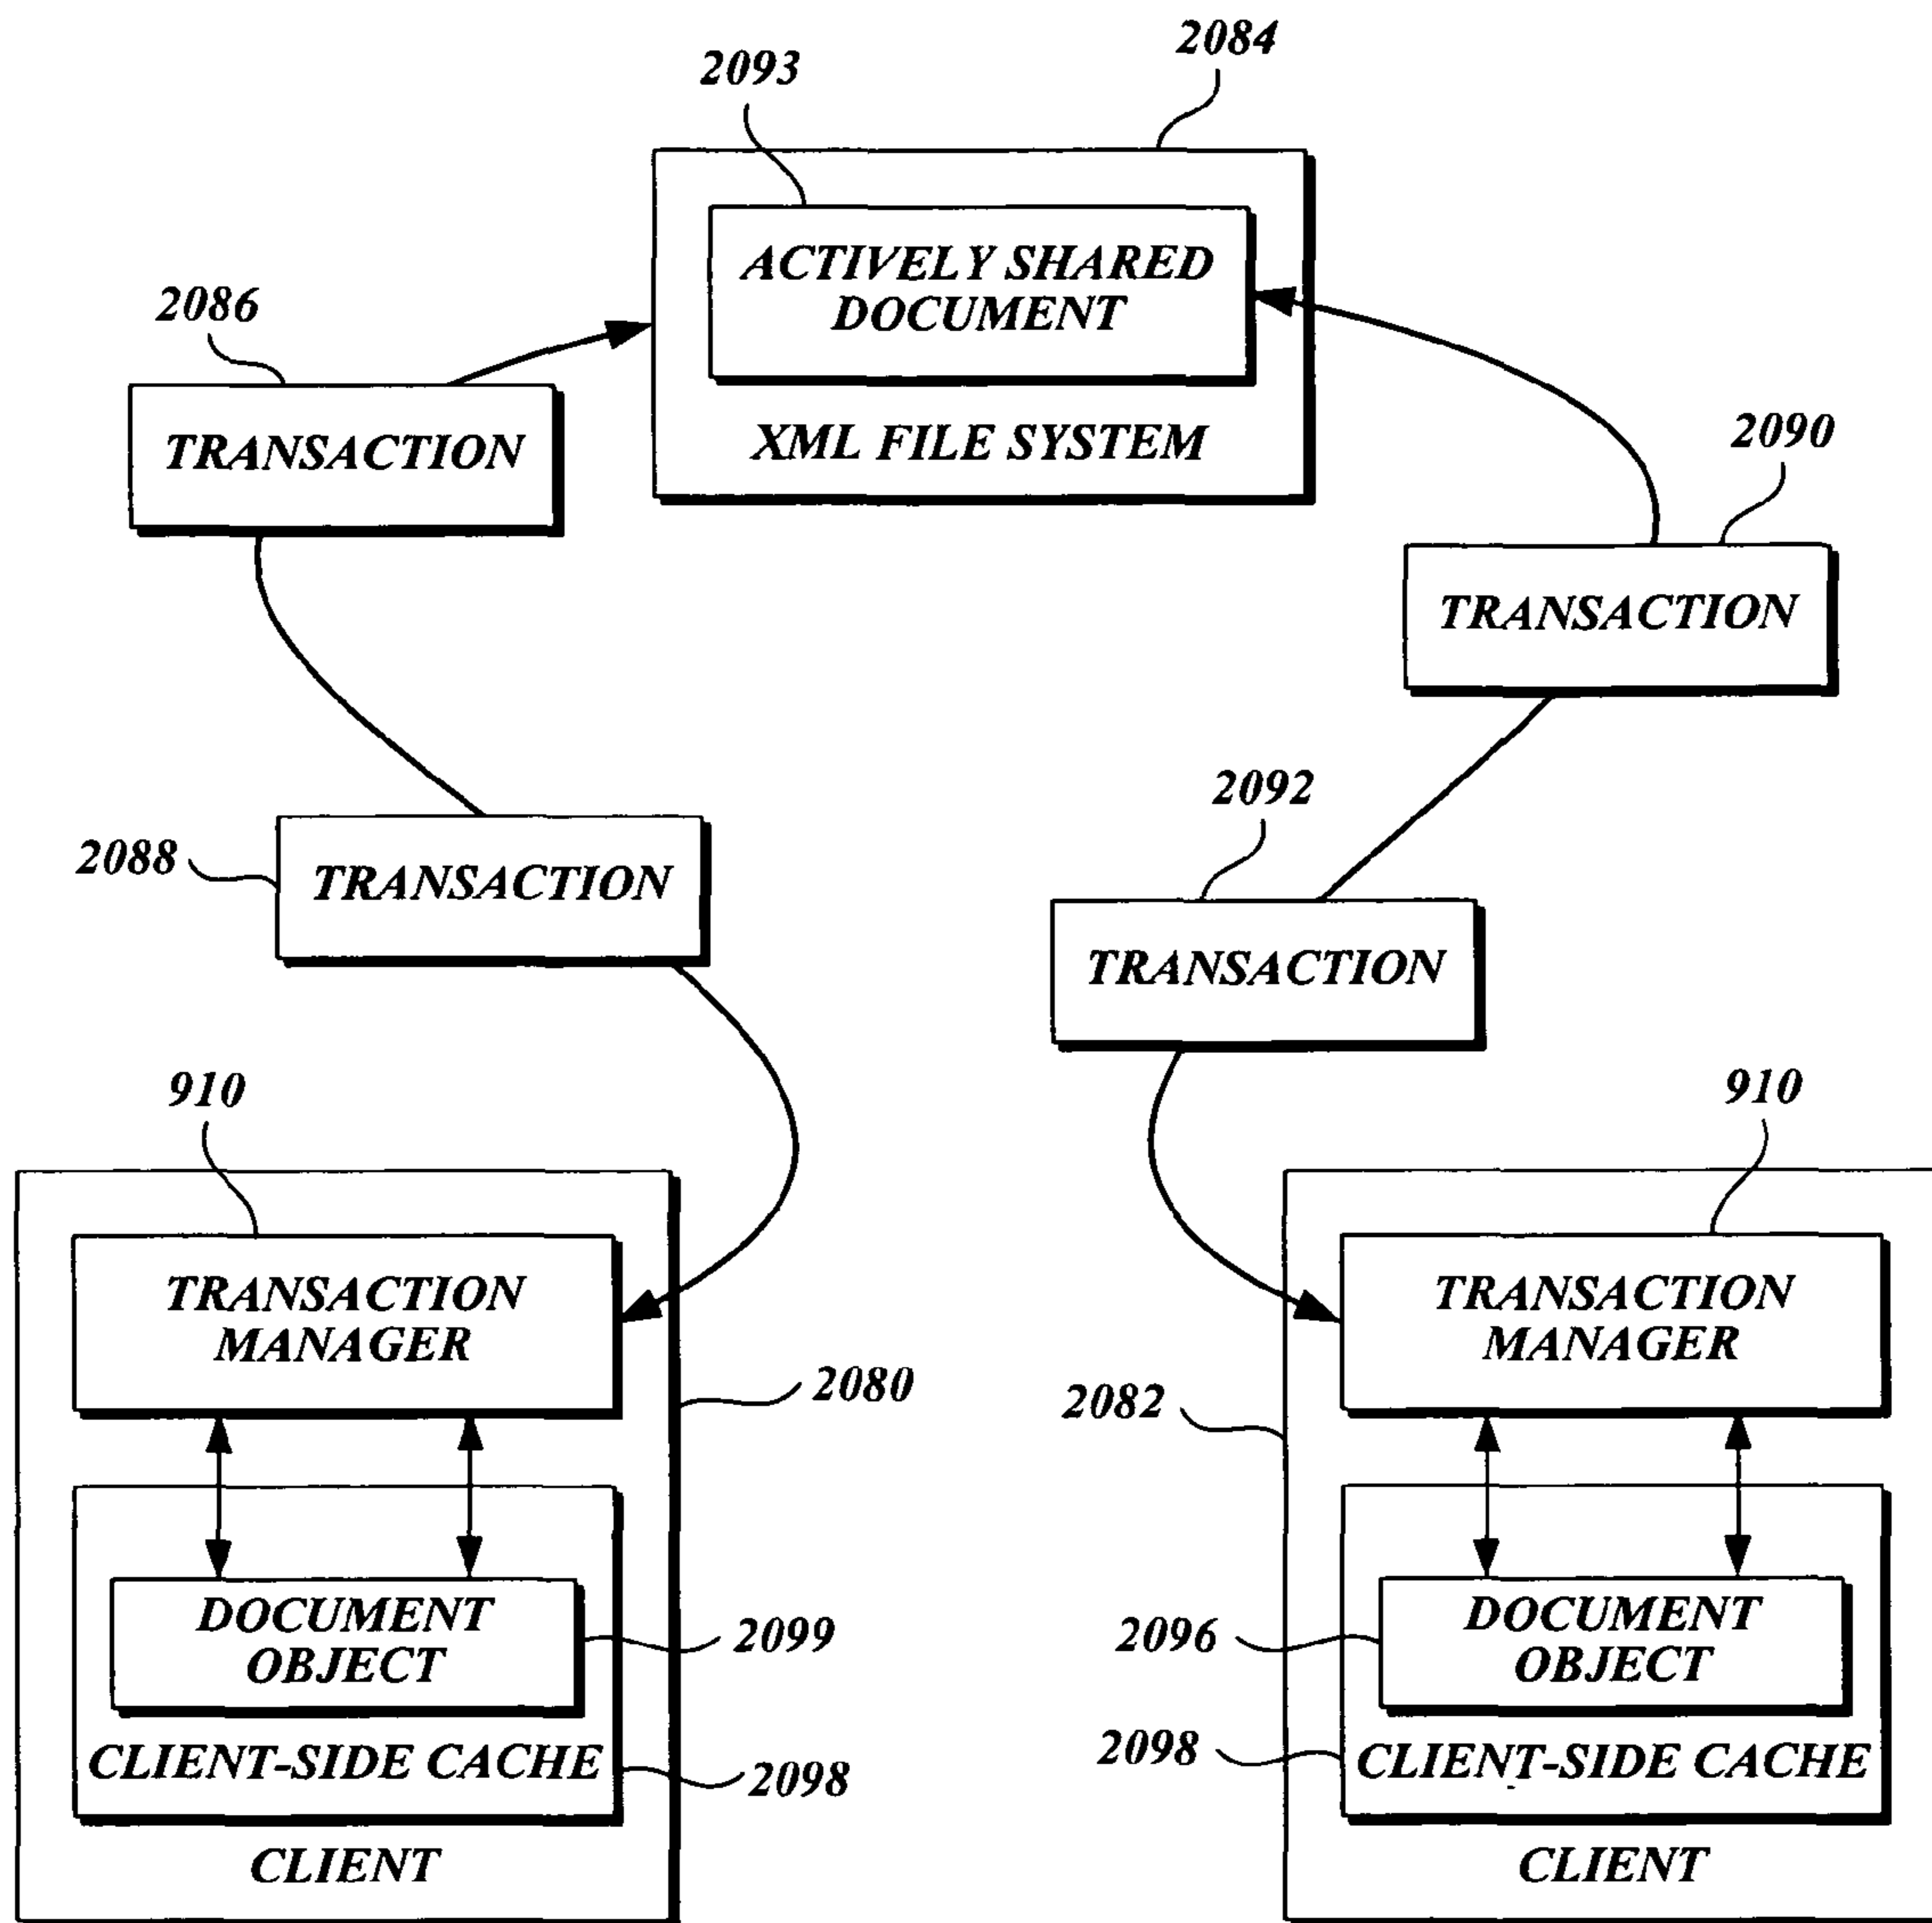 2084
2093
ACTIVELY SHARED
DOCUMENT
2086
XML FILE SYSTEM
TRANSACTION
2090
TRANSACTION
2092
2088
TRANSACTION
TRANSACTION
910
910
TRANSACTION
MANAGER
TRANSACTION
MANAGER
2080
2082
DOCUMENT
OBJECT
2099
2096
DOCUMENT
OBJECT
CLIENT-SIDE CACHE
2098
2098
CLIENT-SIDE CACHE
CLIENT
CLIENT